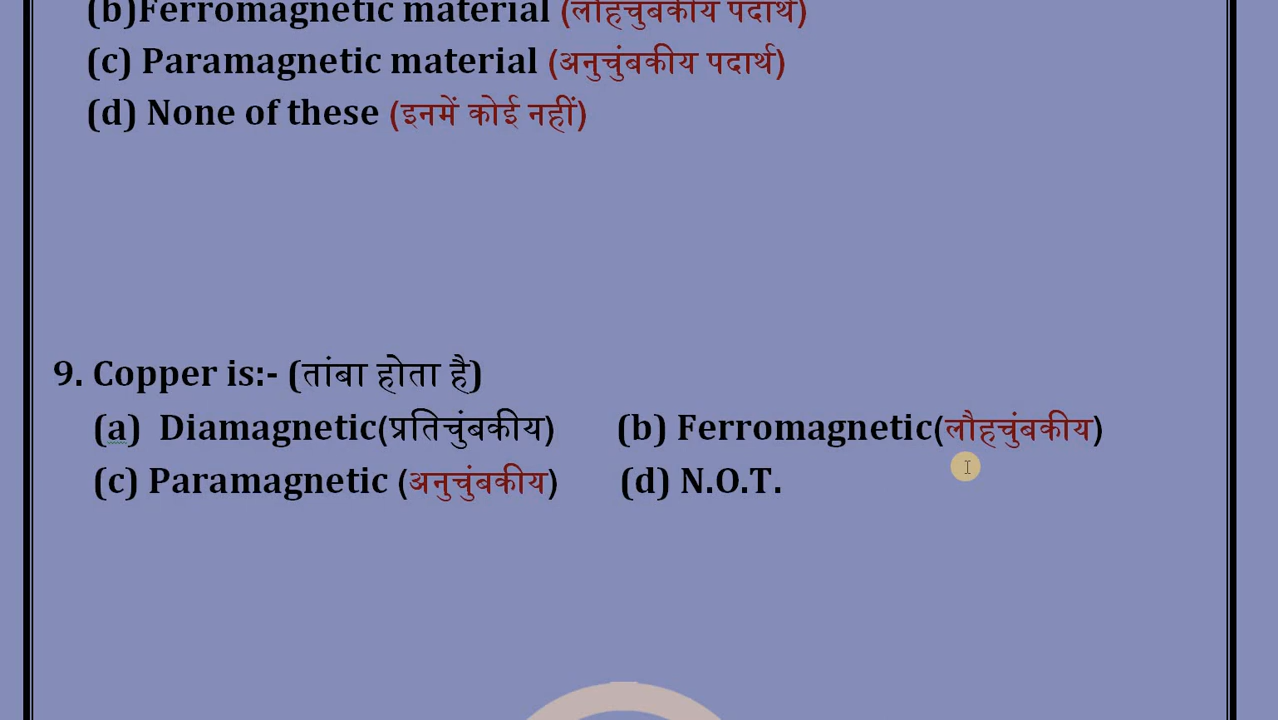 (b)Ferromagnetic material (लौहचुंबकीय पदार्थ)
(c) Paramagnetic material (अनुचुंबकीय पदार्थ)
(d) None of these (इनमें कोई नहीं)
9. Copper is:- (तांबा होता है)
(a) Diamagnetic(प्रतिचुंबकीय) (b) Ferromagnetic(लौहचुंबकीय)
(c) Paramagnetic (अनुचुंबकीय) (d) N.O.T.